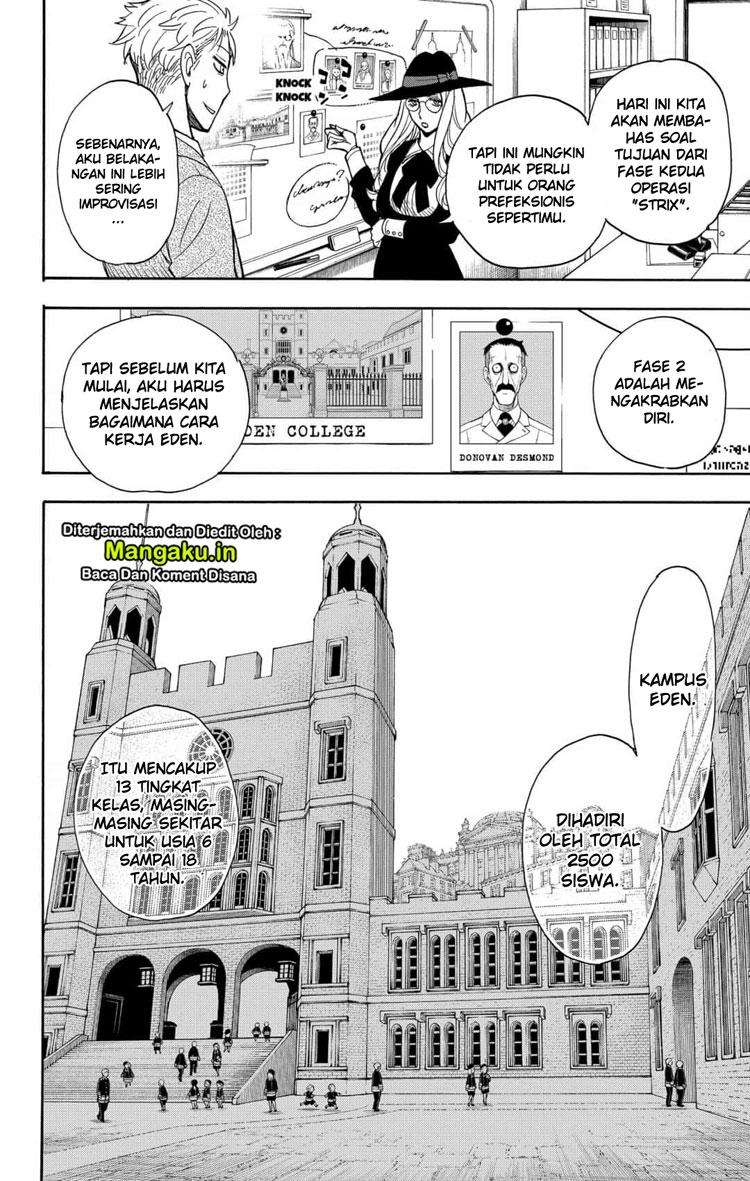 HARI INI KITA
AKAN MEMBA-
HAS SOAL
TUJUAN DARI
FASE KEDUA
OPERASI
"STRIX".
TAPI INI MUNGKIN
TIDAK PERLU
UNTUK ORANG
PREFEKSIONIS
SEPERTIMU.
KNOCK
KNOCK
SEBENARNYA,
AKU BELAKA-
NGAN INI LEBIH
SERING
IMPROVISASI
...
FASE 2
ADALAH ME-
NGAKRABKAN
DIRI.
DONOVAN DESMOND
TAPI SEBELUM KITA
MULAI, AKU HARUS
MENJELASKAN
BAGAIMANA CARA
KERJA EDEN.
DEN COLLEGE
Diterjemahkan dan Diedit Oleh :
Mangaku.in
Baca Dan Koment Disana
KAMPUS
EDEN.
DIHADIRI
OLEH TOTAL
2500
SISWA.
ITU MENCAKUP
13 TINGKAT
KELAS, MASING-
MASING SEKITAR
UNTUK USIA 6
SAMPAI 18
TAHUN.